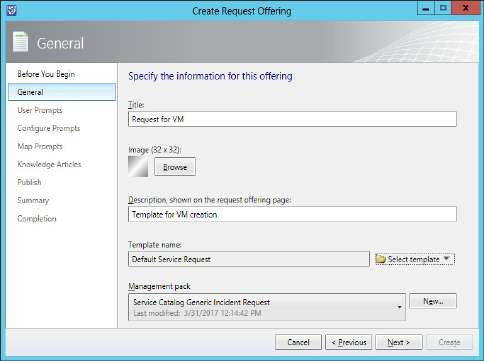 Create Request Offering
General
Before You Begin
General
User Prompts
Configure Prompts
Map Prompts
Knowledge Articles
Publish
Summary
Completion
Specify the information for this offering
Title:
Request for VM
Image (32 x 32):
Browse
Description, shown on the request offering page:
Template for VM creation
Template name:
Default Service Request
Select template
Management pack
Service Catalog Generic Incident Request
Last modified: 3/31/2017 12:14:42 PM
New...
Cancel
< Previous
Next >
Create